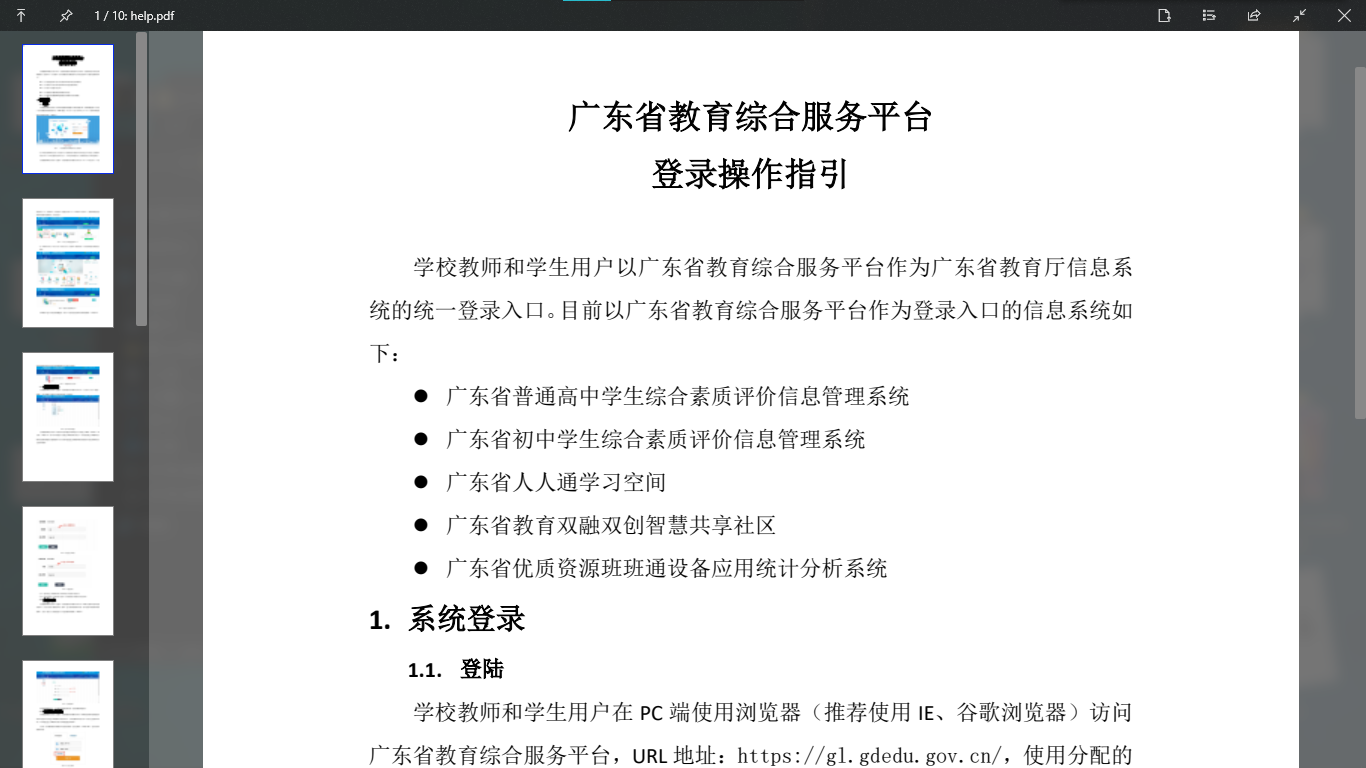 1 / 10: help.pdf
广东省教育综合服务平台
登录操作指引
学校教师和学生用户以广东省教育综合服务平台作为广东省教育厅信息系
统的统一登录入口。目前以广东省教育综合服务平台作为登录入口的信息系统如
下：
● 广东省普通高中学生综合素质评价信息管理系统
● 广东省初中学生综合素质评价信息管理系统
● 广东省人人通学习空间
● 广东省教育双融双创智慧共享社区
● 广东省优质资源班班通设备应用统计分析系统
1. 系统登录
1.1. 登陆
学校教师和学生用户在 PC 端使用浏览器（推荐使用 IE、谷歌浏览器）访问
广东省教育综合服务平台，URL 地址：https://gl.gdedu.gov.cn/，使用分配的